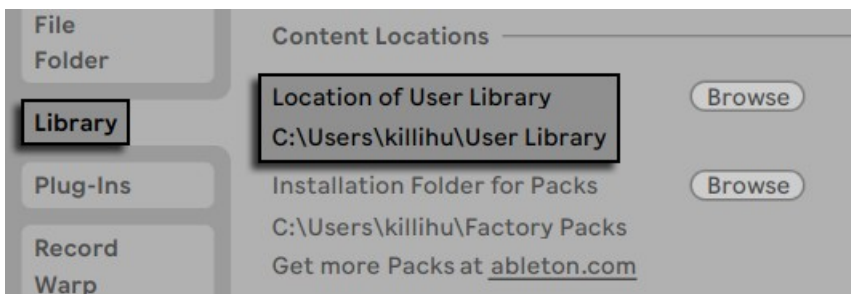 File
Folder
Library
Plug-Ins
Record
Warp
Content Locations
Location of User Library
Browse
C:\Users\killihu\User Library
Installation Folder for Packs
Browse
C:\Users\killihu\Factory Packs
Get more Packs at ableton.com